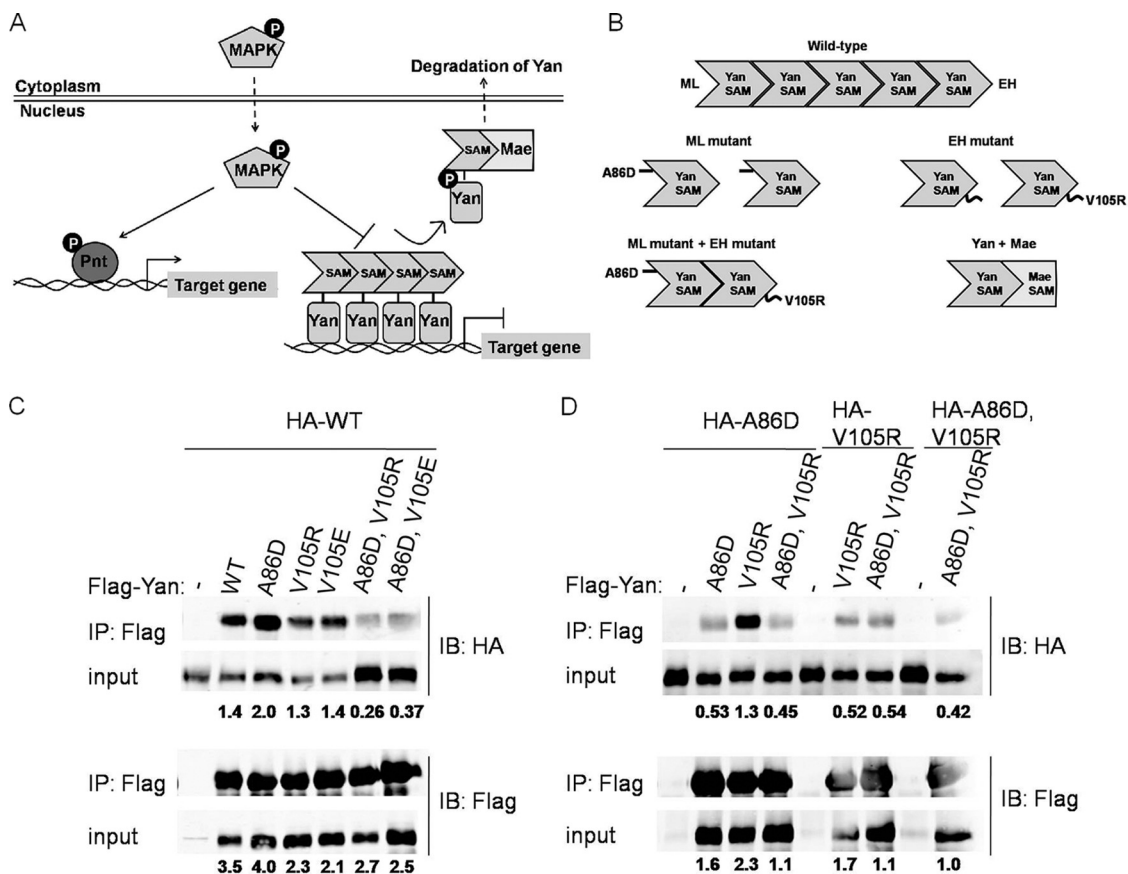 A
MAPK
P
Cytoplasm
Nucleus
MAPK
P
P
Pnt
Target gene
Degradation of Yan
SAM
Mae
P
Yan
SAM SAM SAM SAM
Yan Yan Yan Yan
Target gene
B
Wild-type
ML
Yan SAM
Yan SAM
Yan SAM
Yan SAM
Yan SAM
EH
ML mutant
A86D
Yan SAM
Yan SAM
EH mutant
Yan SAM
Yan SAM
V105R
ML mutant + EH mutant
A86D
Yan SAM
Yan SAM
V105R
Yan + Mae
Yan SAM
Mae SAM
C
HA-WT
Flag-Yan: - WT A86D V105R V105E A86D, V105R A86D, V105E
IP: Flag
input
IB: HA
1.4 2.0 1.3 1.4 0.26 0.37
IP: Flag
input
IB: Flag
3.5 4.0 2.3 2.1 2.7 2.5
D
HA-A86D
HA-
V105R
HA-A86D,
V105R
Flag-Yan: - A86D V105R A86D, V105R - V105R A86D, V105R - A86D, V105R
IP: Flag
input
IB: HA
0.53 1.3 0.45 0.52 0.54 0.42
IP: Flag
input
IB: Flag
1.6 2.3 1.1 1.7 1.1 1.0